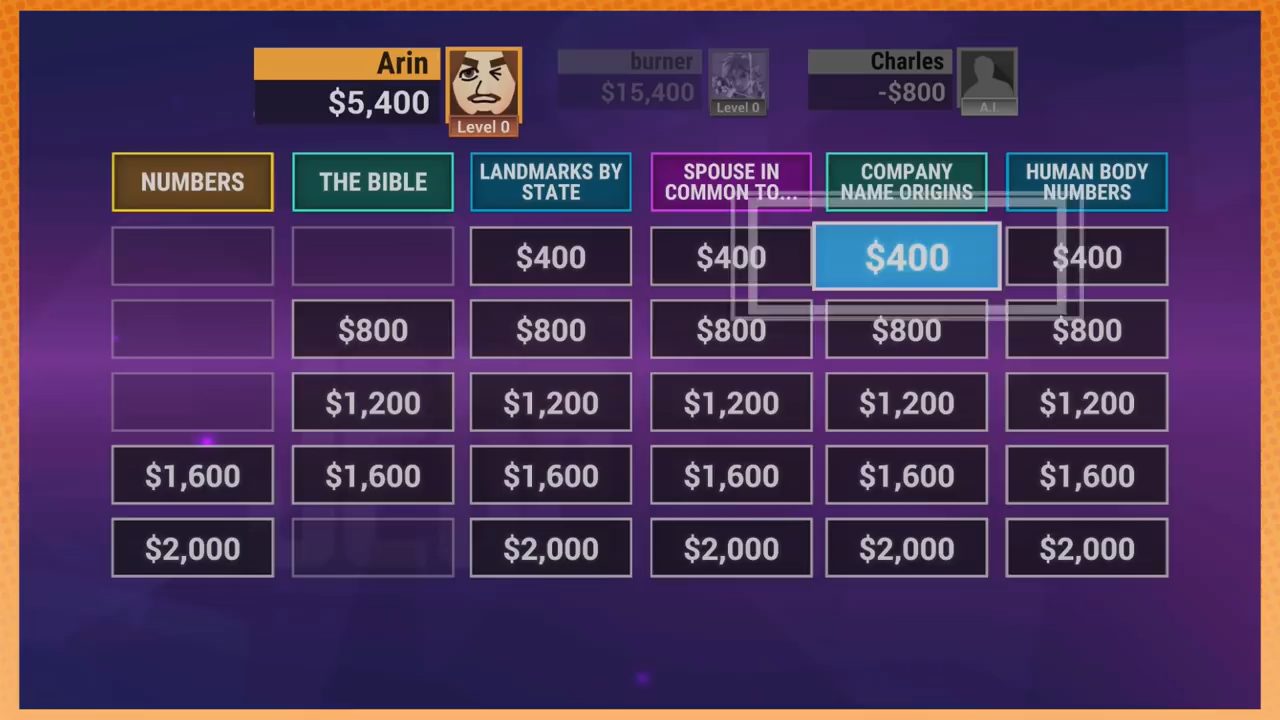 Arin
$5,400
Level 0
burner
$15,400
Level 0
Charles
-$800
A.I.
NUMBERS
THE BIBLE
LANDMARKS BY
STATE
SPOUSE IN
COMMON TO...
COMPANY
NAME ORIGINS
HUMAN BODY
NUMBERS
$400
$400
$400
$400
$800
$800
$800
$800
$800
$1,200
$1,200
$1,200
$1,200
$1,200
$1,600
$1,600
$1,600
$1,600
$1,600
$1,600
$2,000
$2,000
$2,000
$2,000
$2,000